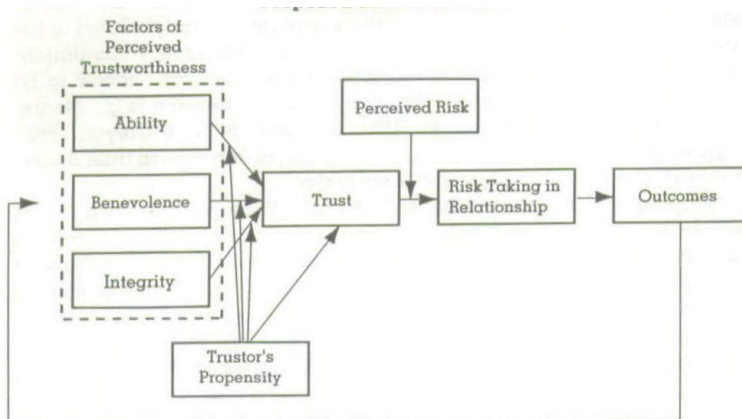 Factors of
Perceived
Trustworthiness
Ability
Benevolence
Integrity
Trustor's
Propensity
Trust
Perceived Risk
Risk Taking in
Relationship
Outcomes